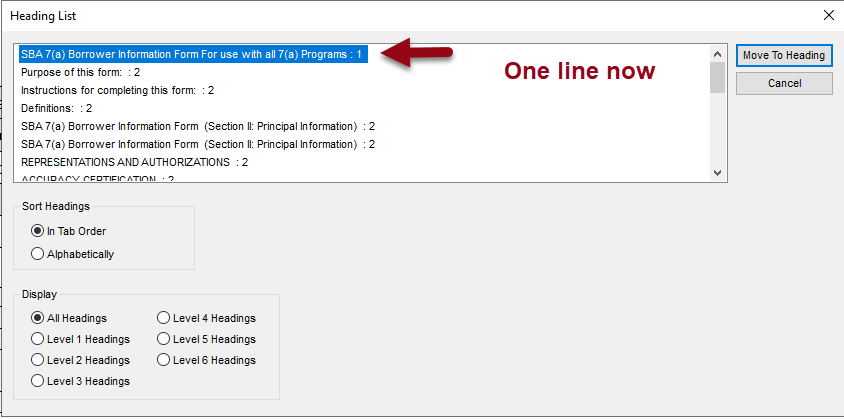 Heading List
SBA 7(a) Borrower Information Form For use with all 7(a) Programs : 1
One line now
Move To Heading
Purpose of this form:  : 2
Cancel
Instructions for completing this form:  : 2
Definitions:  : 2
SBA 7(a) Borrower Information Form  (Section II: Principal Information)  : 2
SBA 7(a) Borrower Information Form  (Section II: Principal Information)  : 2
REPRESENTATIONS AND AUTHORIZATIONS  : 2
ACCURACY CERTIFICATION  : 2
Sort Headings
In Tab Order
Alphabetically
Display
All Headings
Level 4 Headings
Level 1 Headings
Level 5 Headings
Level 2 Headings
Level 6 Headings
Level 3 Headings